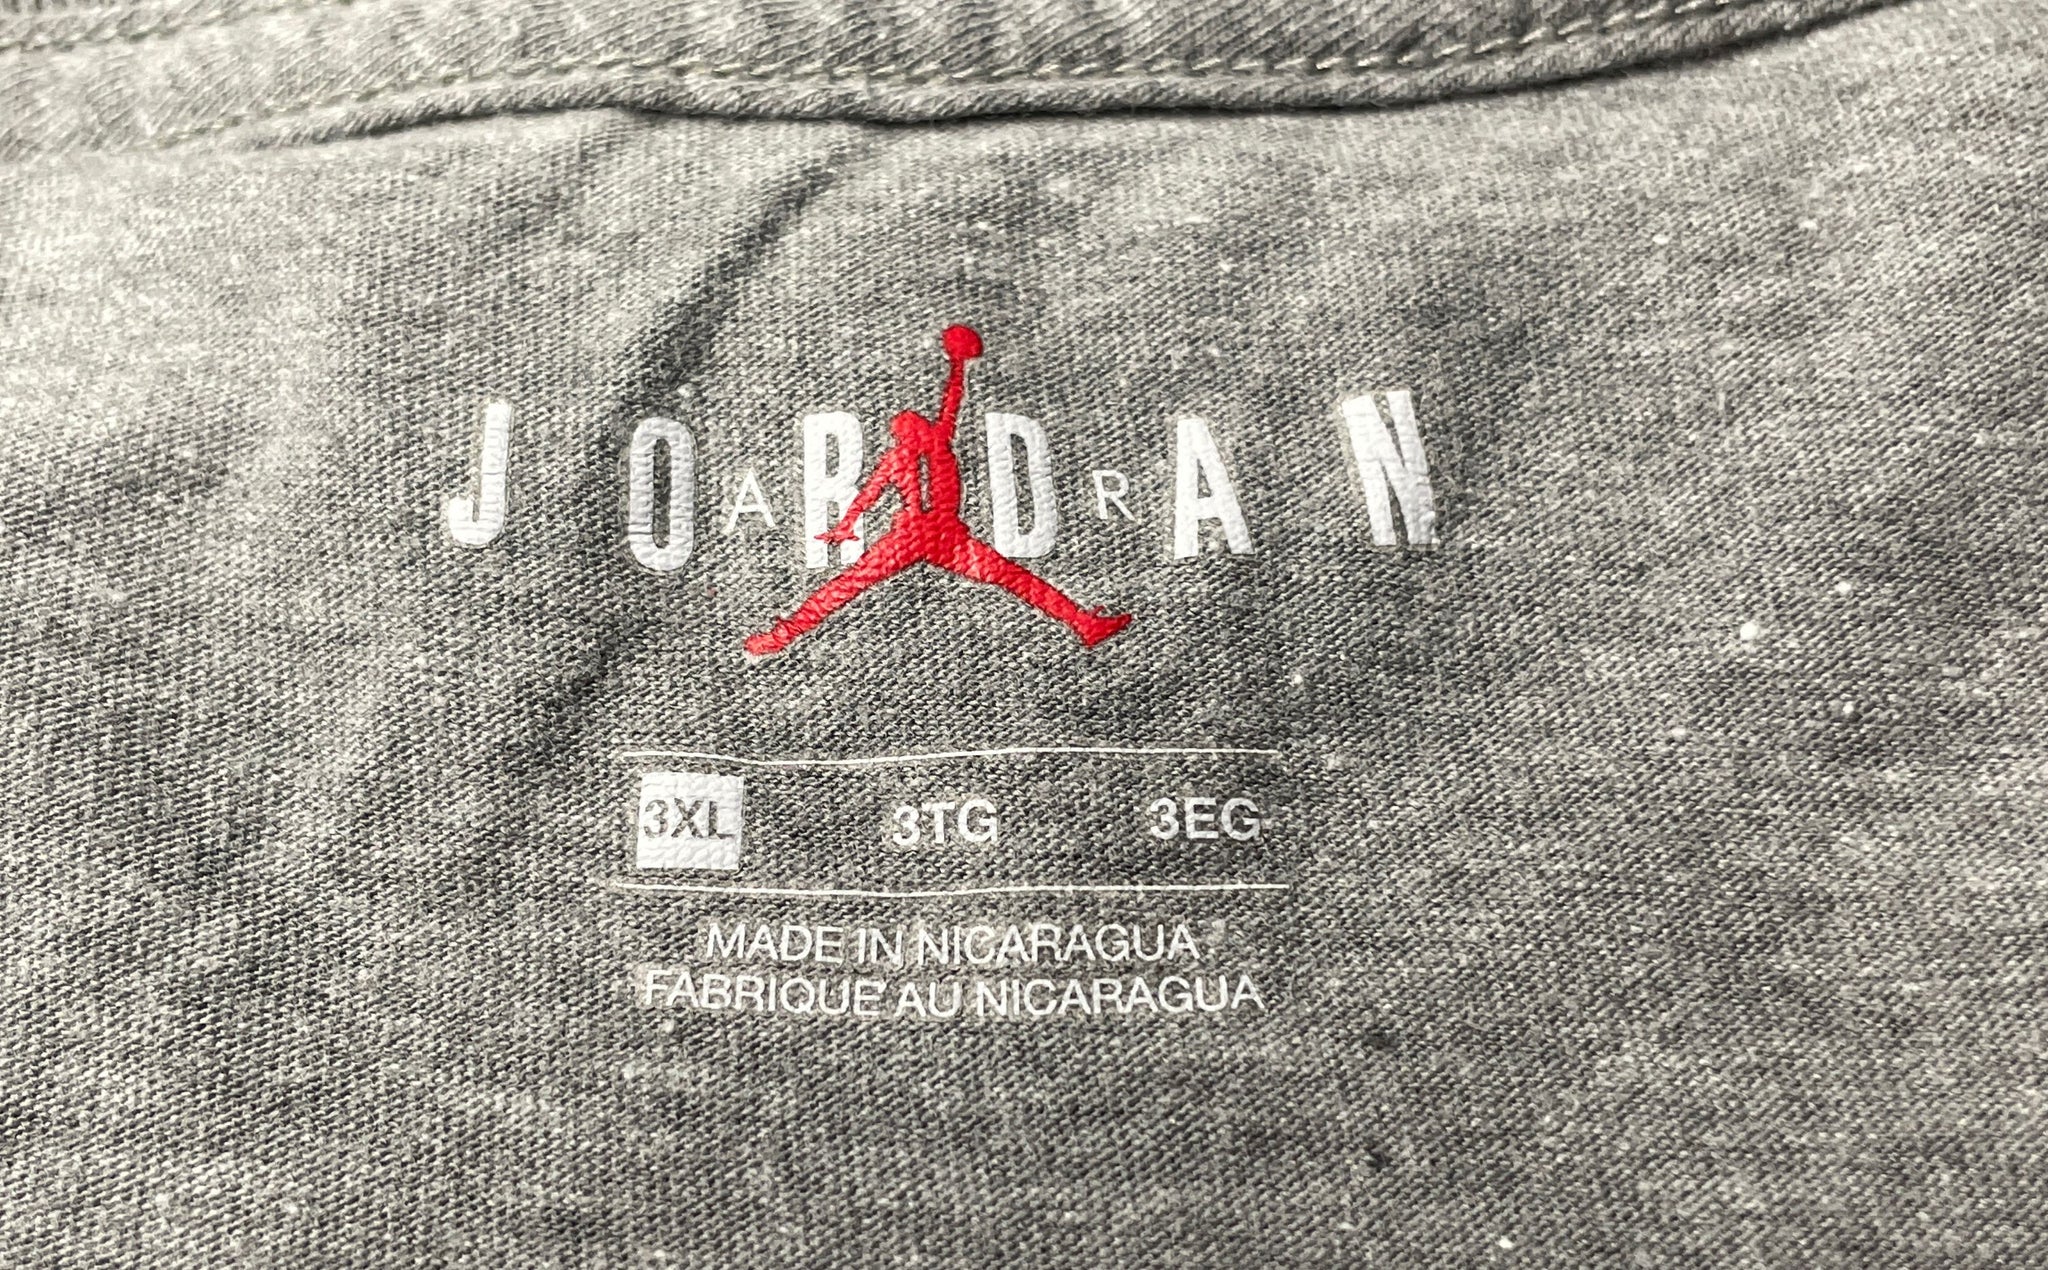 JORDAN
AIR
3XL 3TG 3EG
MADE IN NICARAGUA
FABRIQUE AU NICARAGUA